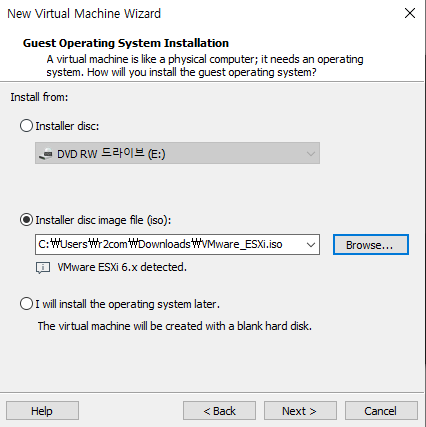 New Virtual Machine Wizard
Guest Operating System Installation
A virtual machine is like a physical computer; it needs an operating
system. How will you install the guest operating system?
Install from:
Installer disc:
DVD RW 드라이브 (E:)
Installer disc image file (iso):
C:₩Users₩r2com₩Downloads₩VMware_ESXi.iso
Browse...
VMware ESXi 6.x detected.
I will install the operating system later.
The virtual machine will be created with a blank hard disk.
Help
< Back
Next >
Cancel